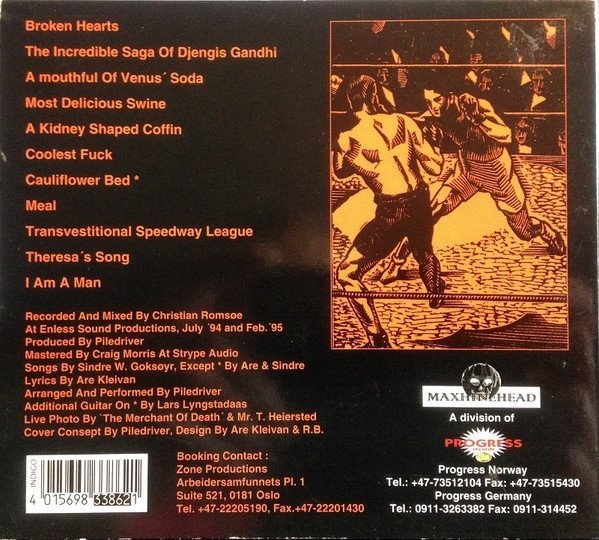 Broken Hearts
The Incredible Saga Of Djengis Gandhi
A mouthful Of Venus´ Soda
Most Delicious Swine
A Kidney Shaped Coffin
Coolest Fuck
Cauliflower Bed *
Meal
Transvestitional Speedway League
Theresa´s Song
I Am A Man
Recorded And Mixed By Christian Romsøe
At Enless Sound Productions, July ´94 and Feb.´95
Produced By Piledriver
Mastered By Craig Morris At Strype Audio
Songs By Sindre W. Goksøyr, Except * By Are & Sindre
Lyrics By Are Kleivan
Arranged And Performed By Piledriver
Additional Guitar On * By Lars Lyngstadaas
Live Photo By ´The Merchant Of Death´ & Mr. T. Heiersted
Cover Consept By Piledriver, Design By Are Kleivan & R.B.
INDIGO
4 015698 538621
Booking Contact :
Zone Productions
Arbeidersamfunnets Pl. 1
Suite 521, 0181 Oslo
Tel. +47-22205190, Fax.+47-22201430
MAXHINEHEAD
A division of
PROGRESS
RECORDS
Progress Norway
Tel.: +47-73512104 Fax: +47-73515430
Progress Germany
Tel.: 0911-3263382 Fax: 0911-314452